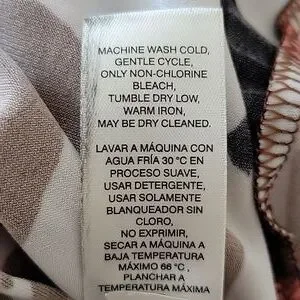 MACHINE WASH COLD,
GENTLE CYCLE,
ONLY NON-CHLORINE
BLEACH,
TUMBLE DRY LOW,
WARM IRON,
MAY BE DRY CLEANED.
LAVAR A MÁQUINA CON
AGUA FRÍA 30 °C EN
PROCESO SUAVE,
USAR DETERGENTE,
USAR SOLAMENTE
BLANQUEADOR SIN
CLORO,
NO EXPRIMIR,
SECAR A MÁQUINA A
BAJA TEMPERATURA
MÁXIMO 66 °C ,
PLANCHAR A
TEMPERATURA MÁXIMA